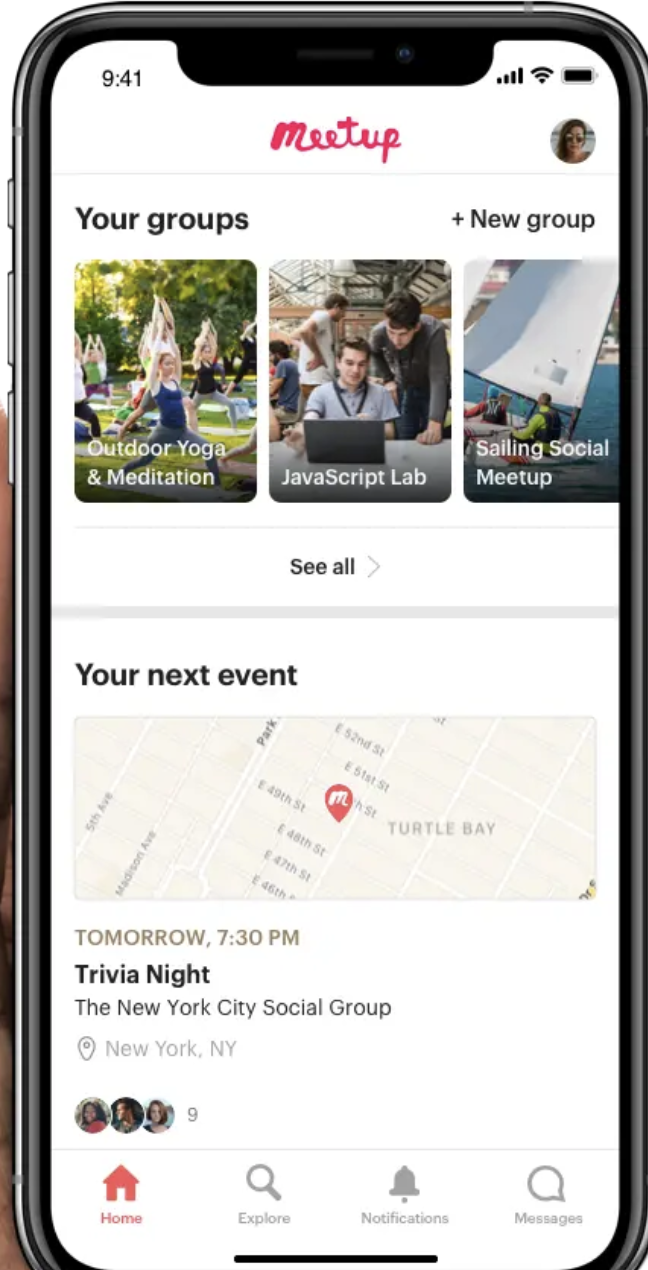 9:41
meetup
Your groups
+ New group
Outdoor Yoga
& Meditation
JavaScript Lab
Sailing Social
Meetup
See all
Your next event
Park
E 52nd St
E 51st St
E 49th St
h St
5th Ave
TURTLE BAY
Madison Ave
E 48th St
E 47th St
E 46th
TOMORROW, 7:30 PM
Trivia Night
The New York City Social Group
New York, NY
9
Home
Explore
Notifications
Messages